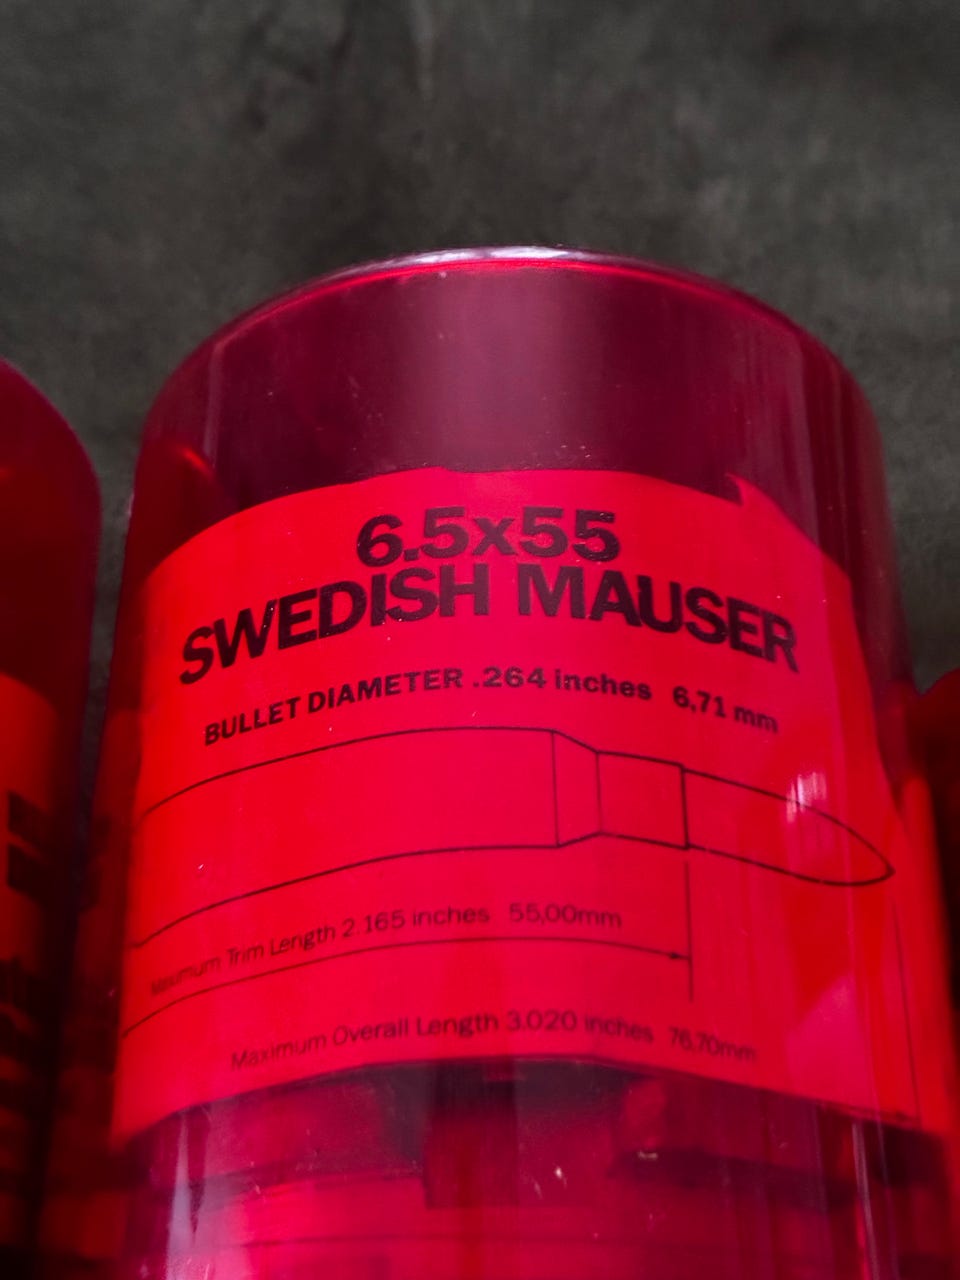 6.5x55
SWEDISH MAUSER
BULLET DIAMETER .264 inches 6,71 mm
Maximum Trim Length 2.165 inches 55,00mm
Maximum Overall Length 3.020 inches 76,70mm